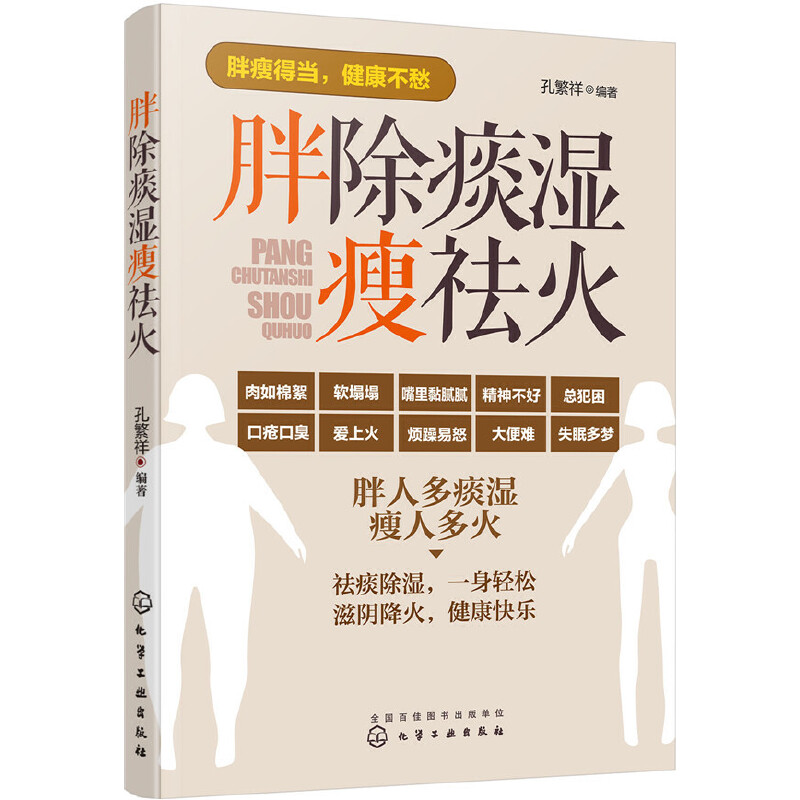 胖瘦得当，健康不愁
孔繁祥 编著
胖除痰湿
PANG
CHUTANSHI
SHOU
QUHUO
瘦祛火
肉如棉絮 软塌塌 嘴里黏腻腻 精神不好 总犯困
口疮口臭 爱上火 烦躁易怒 大便难 失眠多梦
胖人多痰湿
瘦人多火
祛痰除湿，一身轻松
滋阴降火，健康快乐
全国百佳图书出版单位
化学工业出版社
胖除痰湿瘦祛火
孔繁祥 编著
化学工业出版社